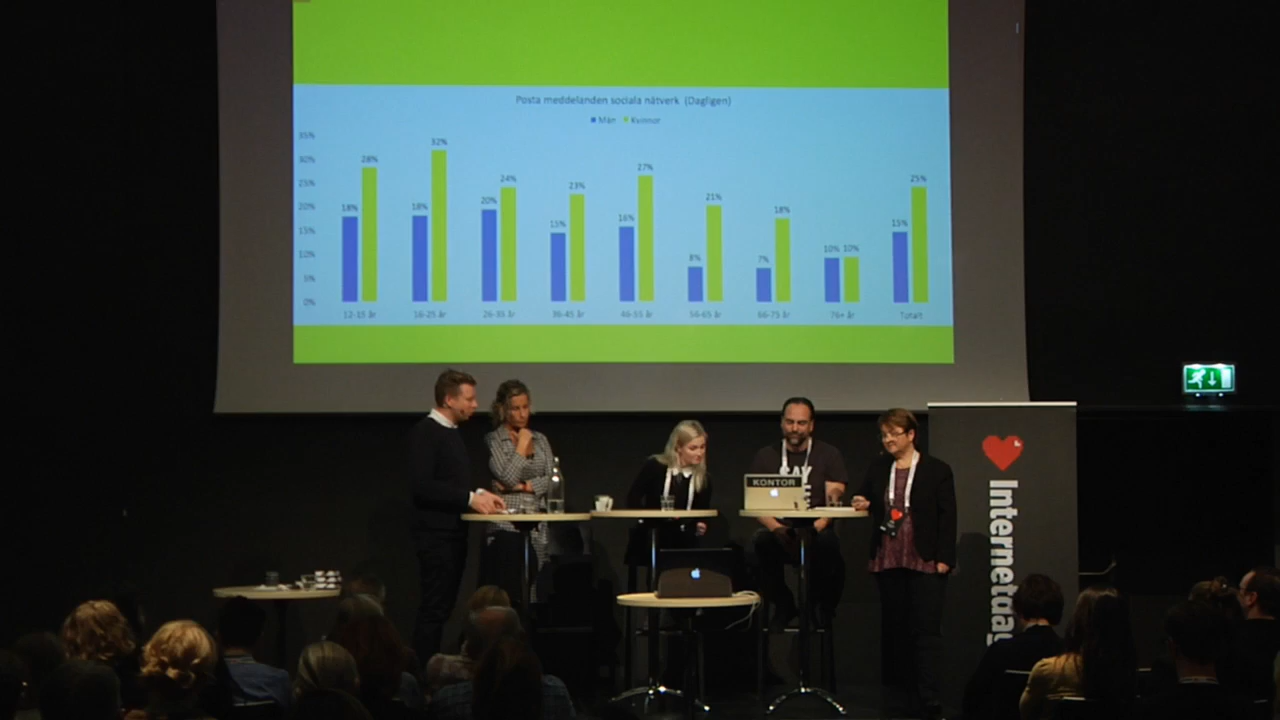 Posta meddelanden sociala nätverk (Dagligen)
Män Kvinnor
35%
30%
25%
20%
15%
10%
5%
0%
18% 28% 18% 32% 20% 24% 15% 23% 16% 27% 8% 21% 7% 18% 10% 10% 15% 25%
12-15 år 16-25 år 26-35 år 36-45 år 46-55 år 56-65 år 66-75 år 76+ år Totalt
KONTOR
Internetdag